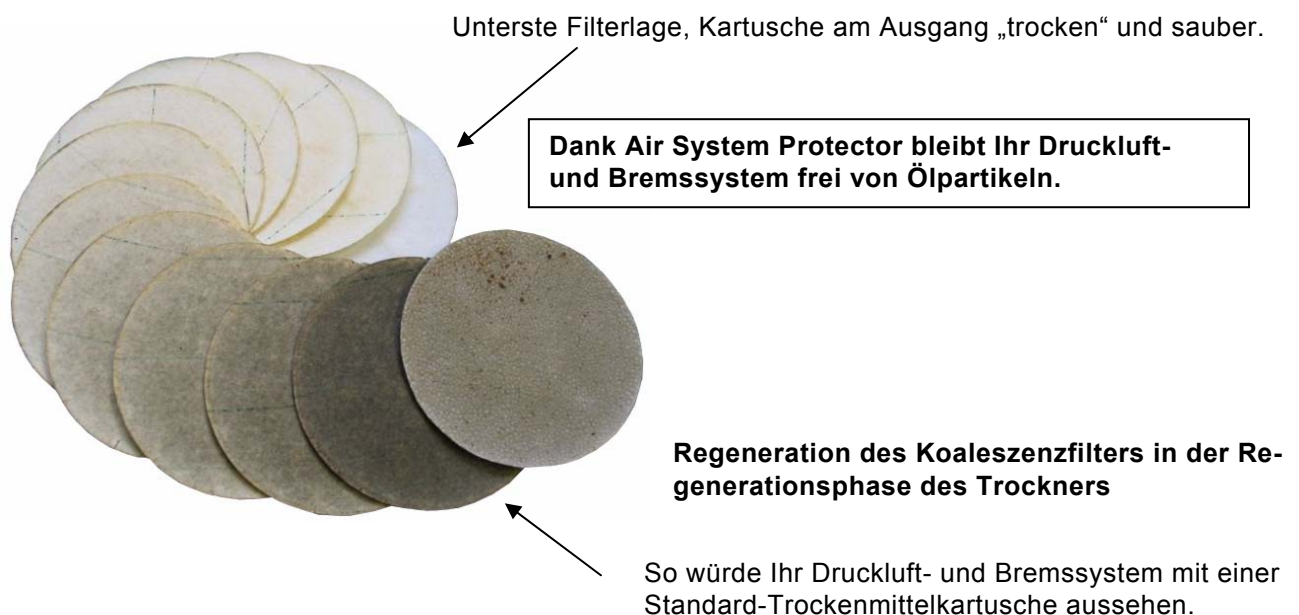 Unterste Filterlage, Kartusche am Ausgang „trocken“ und sauber.
Dank Air System Protector bleibt Ihr Druckluft-
und Bremssystem frei von Ölpartikeln.
Regeneration des Koaleszenzfilters in der Re-
generationsphase des Trockners
So würde Ihr Druckluft- und Bremssystem mit einer
Standard-Trockenmittelkartusche aussehen.